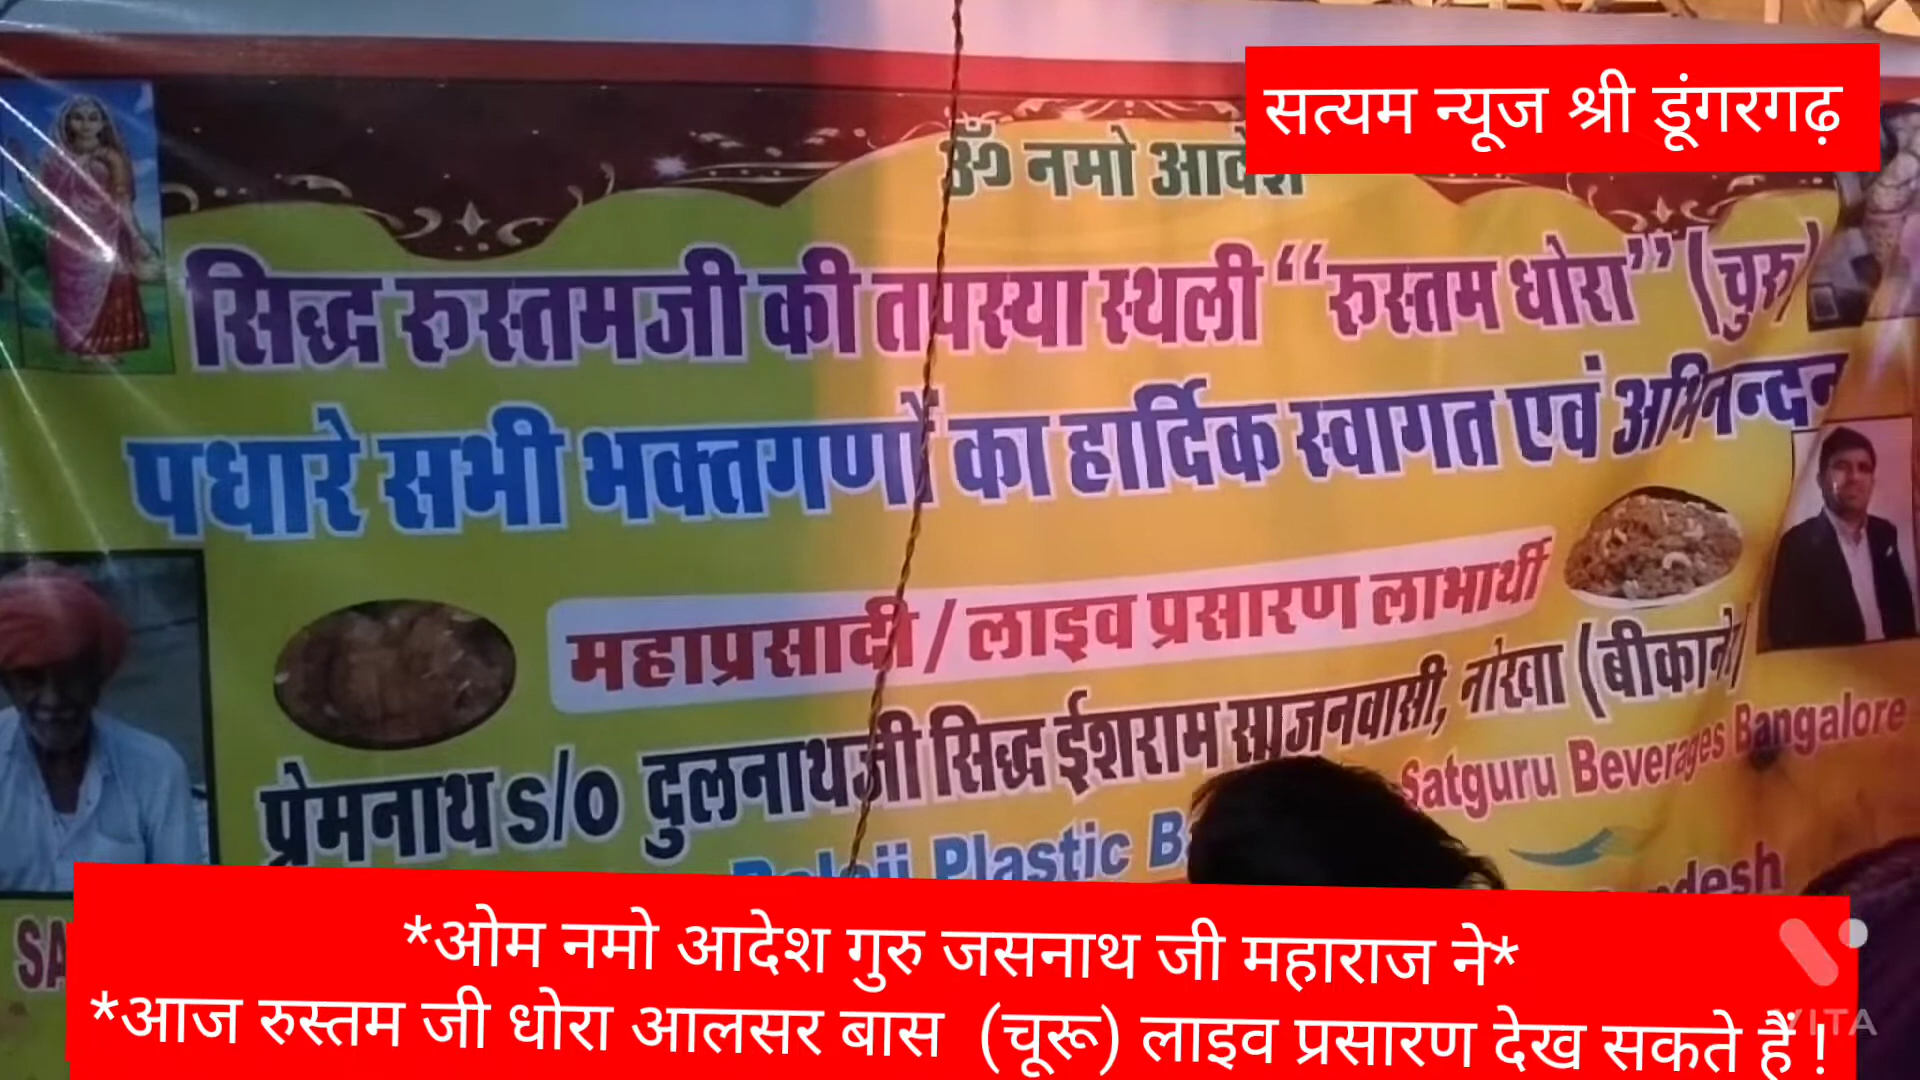 सत्यम न्यूज श्री डूंगरगढ़
ॐ नमो आदेश
सिद्ध रूस्तमजी की तपस्या स्थली “रूस्तम धोरा” (चुरू)
पधारे सभी भक्तगणों का हार्दिक स्वागत एवं अभिनन्दन
महाप्रसादी/लाइव प्रसारण लाभार्थी
प्रेमनाथ s/o दुलनाथजी सिद्ध ईशराम साजनवासी, नोखा (बीकाने
Satguru Beverages Bangalore
Plastic
*ओम नमो आदेश गुरु जसनाथ जी महाराज ने*
*आज रुस्तम जी धोरा आलसर बास (चूरू) लाइव प्रसारण देख सकते हैं !
VITA